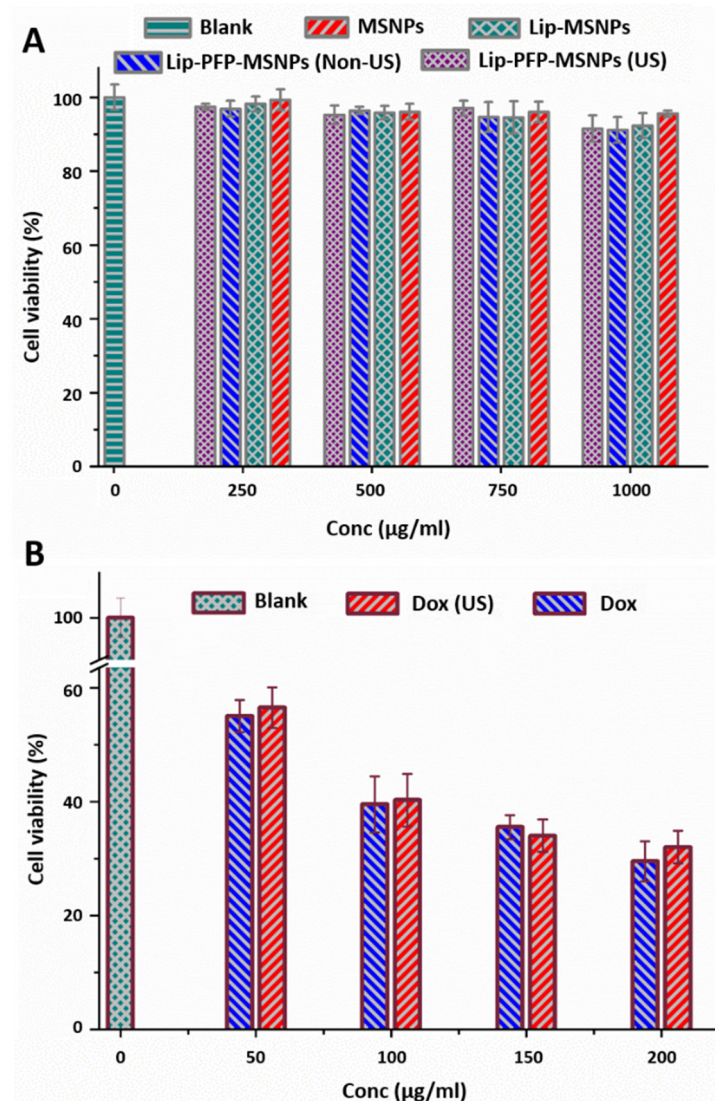 A
Blank MSNPs Lip-MSNPs
Lip-PFP-MSNPs (Non-US) Lip-PFP-MSNPs (US)
100
80
60
40
20
0
Cell viability (%)
0 250 500 750 1000
Conc (µg/ml)
B
Blank Dox (US) Dox
100
60
40
20
0
Cell viability (%)
0 50 100 150 200
Conc (µg/ml)